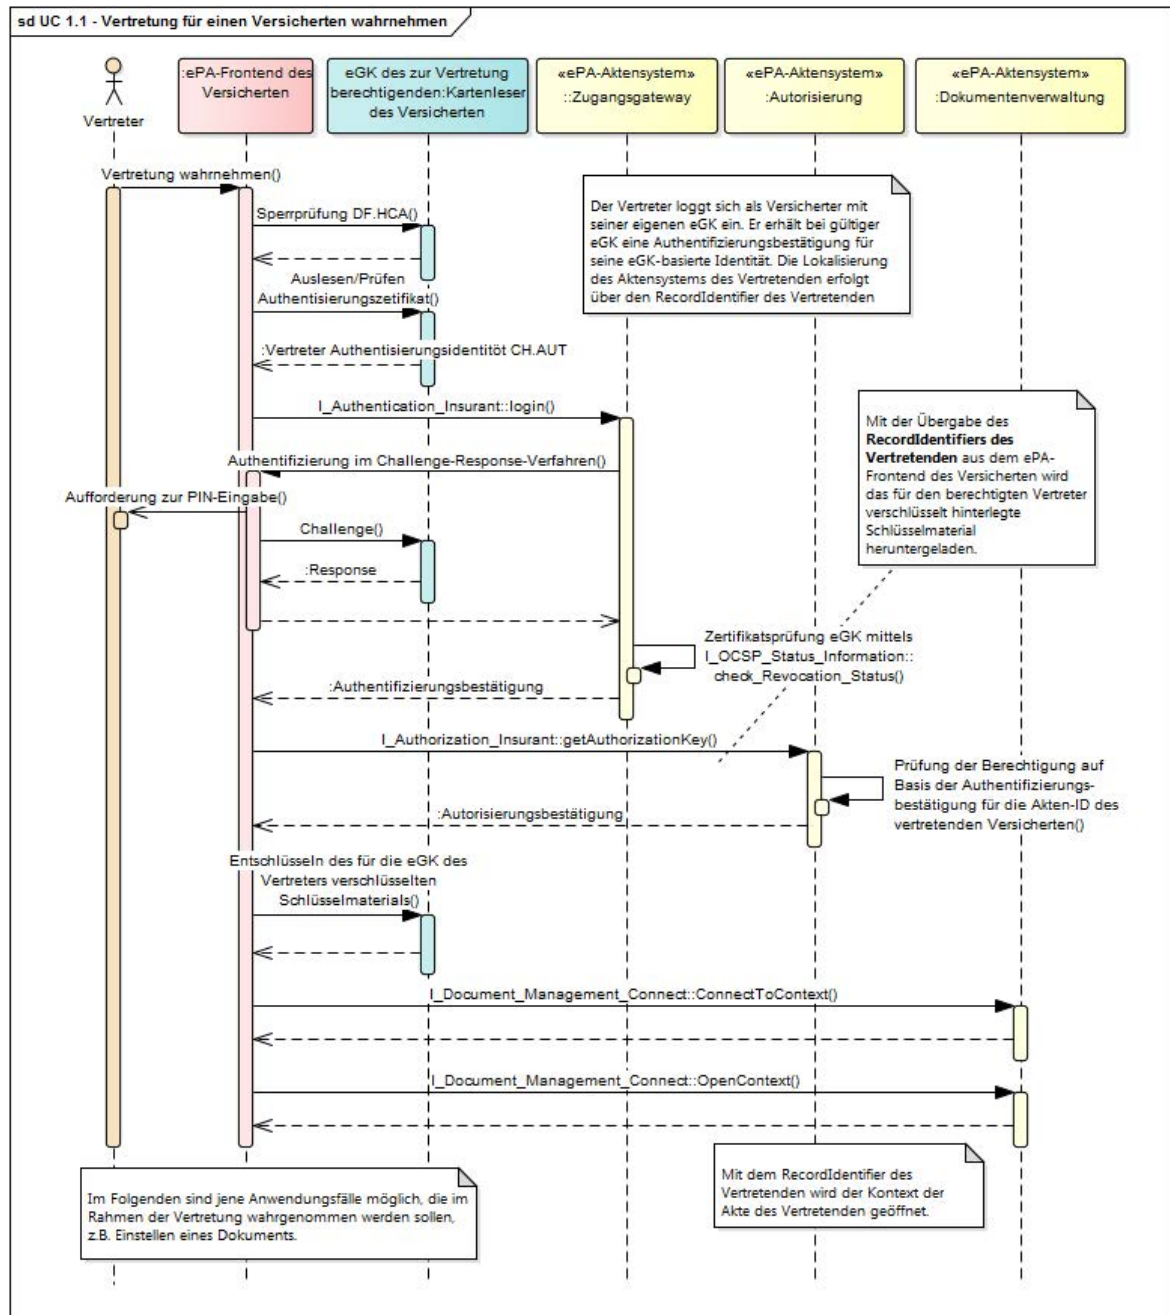 sd UC 1.1 - Vertretung für einen Versicherten wahrnehmen
Vertreter
:ePA-Frontend des
Versicherten
eGK des zur Vertretung
berechtigenden:Kartenleser
des Versicherten
«ePA-Aktensystem»
::Zugangsgateway
«ePA-Aktensystem»
:Autorisierung
«ePA-Aktensystem»
:Dokumentenverwaltung
Vertretung wahrnehmen()
Sperrprüfung DF.HCA()
Der Vertreter loggt sich als Versicherter mit
seiner eigenen eGK ein. Er erhält bei gültiger
eGK eine Authentifizierungsbestätigung für
seine eGK-basierte Identität. Die Lokalisierung
des Aktensystems des Vertretenden erfolgt
über den RecordIdentifier des Vertretenden
Auslesen/Prüfen
Authentisierungszetifikat()
:Vertreter Authentisierungsidentitöt CH.AUT
I_Authentication_Insurant::login()
Mit der Übergabe des
RecordIdentifiers des
Vertretenden aus dem ePA-
Frontend des Versicherten wird
das für den berechtigten Vertreter
verschlüsselt hinterlegte
Schlüsselmaterial
heruntergeladen.
Authentifizierung im Challenge-Response-Verfahren()
Aufforderung zur PIN-Eingabe()
Challenge()
:Response
Zertifikatsprüfung eGK mittels
I_OCSP_Status_Information::
check_Revocation_Status()
:Authentifizierungsbestätigung
I_Authorization_Insurant::getAuthorizationKey()
Prüfung der Berechtigung auf
Basis der Authentifizierungs-
bestätigung für die Akten-ID des
vertretenden Versicherten()
:Autorisierungsbestätigung
Entschlüsseln des für die eGK des
Vertreters verschlüsselten
Schlüsselmaterials()
I_Document_Management_Connect::ConnectToContext()
I_Document_Management_Connect::OpenContext()
Mit dem RecordIdentifier des
Vertretenden wird der Kontext der
Akte des Vertretenden geöffnet.
Im Folgenden sind jene Anwendungsfälle möglich, die im
Rahmen der Vertretung wahrgenommen werden sollen,
z.B. Einstellen eines Dokuments.